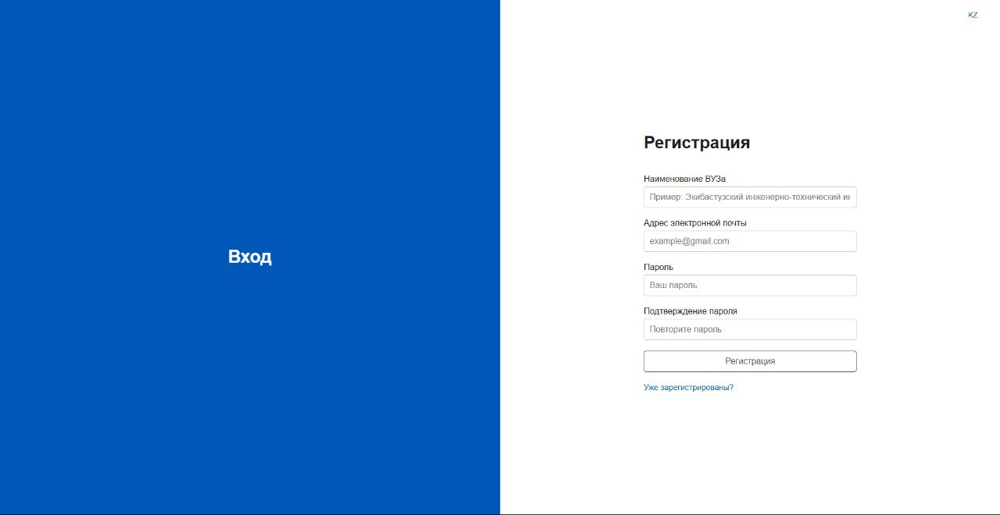 KZ
Вход
Регистрация
Наименование ВУЗа
Пример: Экибастузский инженерно-технический ин
Адрес электронной почты
example@gmail.com
Пароль
Ваш пароль
Подтверждение пароля
Повторите пароль
Регистрация
Уже зарегистрированы?